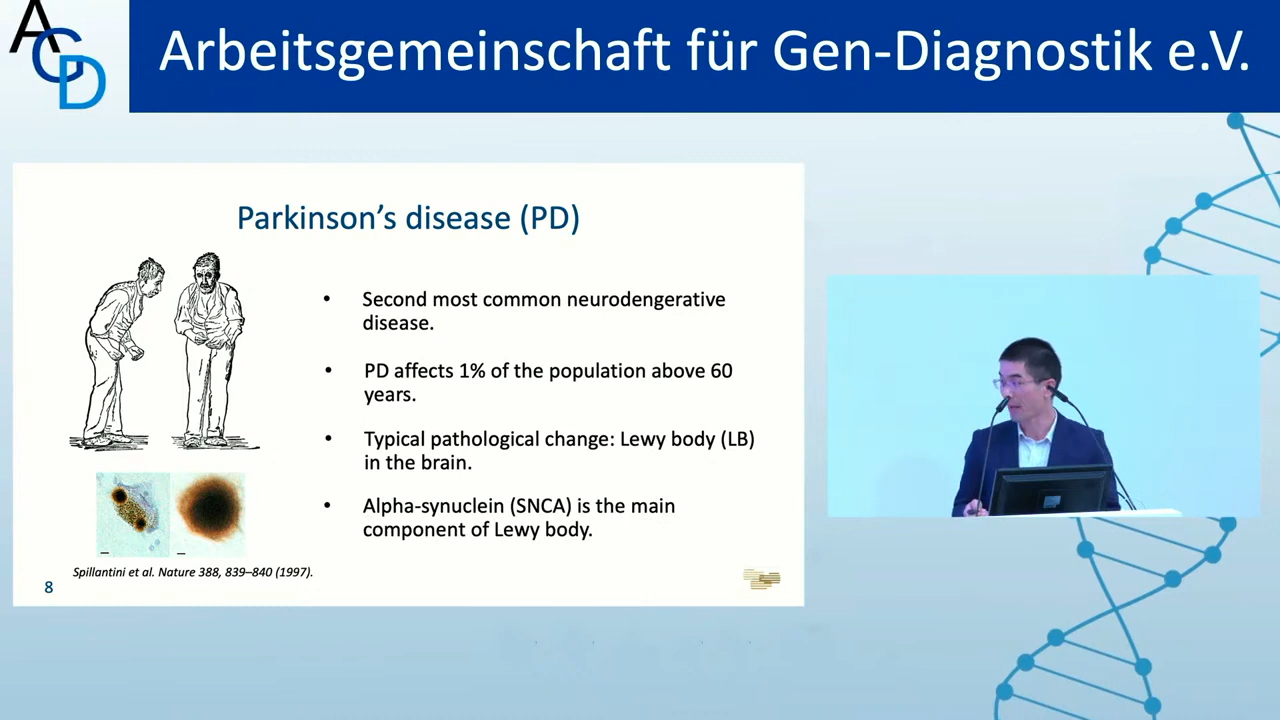 AGD
Arbeitsgemeinschaft für Gen-Diagnostik e.V.
Parkinson's disease (PD)
• Second most common neurodengerative
disease.
• PD affects 1% of the population above 60
years.
• Typical pathological change: Lewy body (LB)
in the brain.
• Alpha-synuclein (SNCA) is the main
component of Lewy body.
Spillantini et al. Nature 388, 839–840 (1997).
8